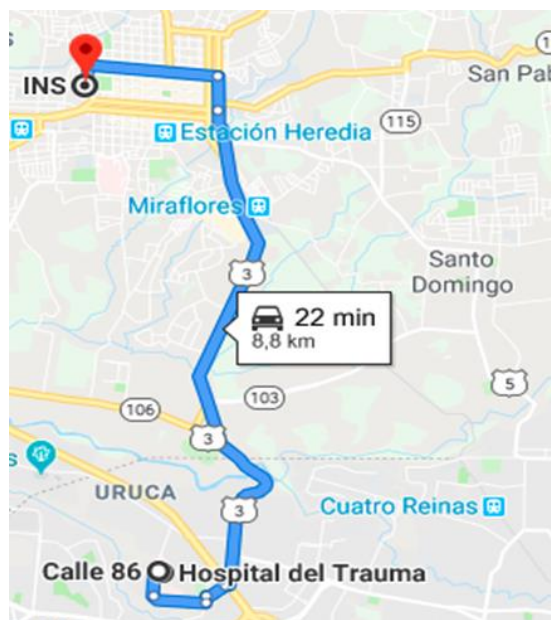 San Pab
INS
115
Estación Heredia
Miraflores
Santo
Domingo
3
22 min
8,8 km
5
106
103
3
URUCA
3
Cuatro Reinas
Calle 86
Hospital del Trauma